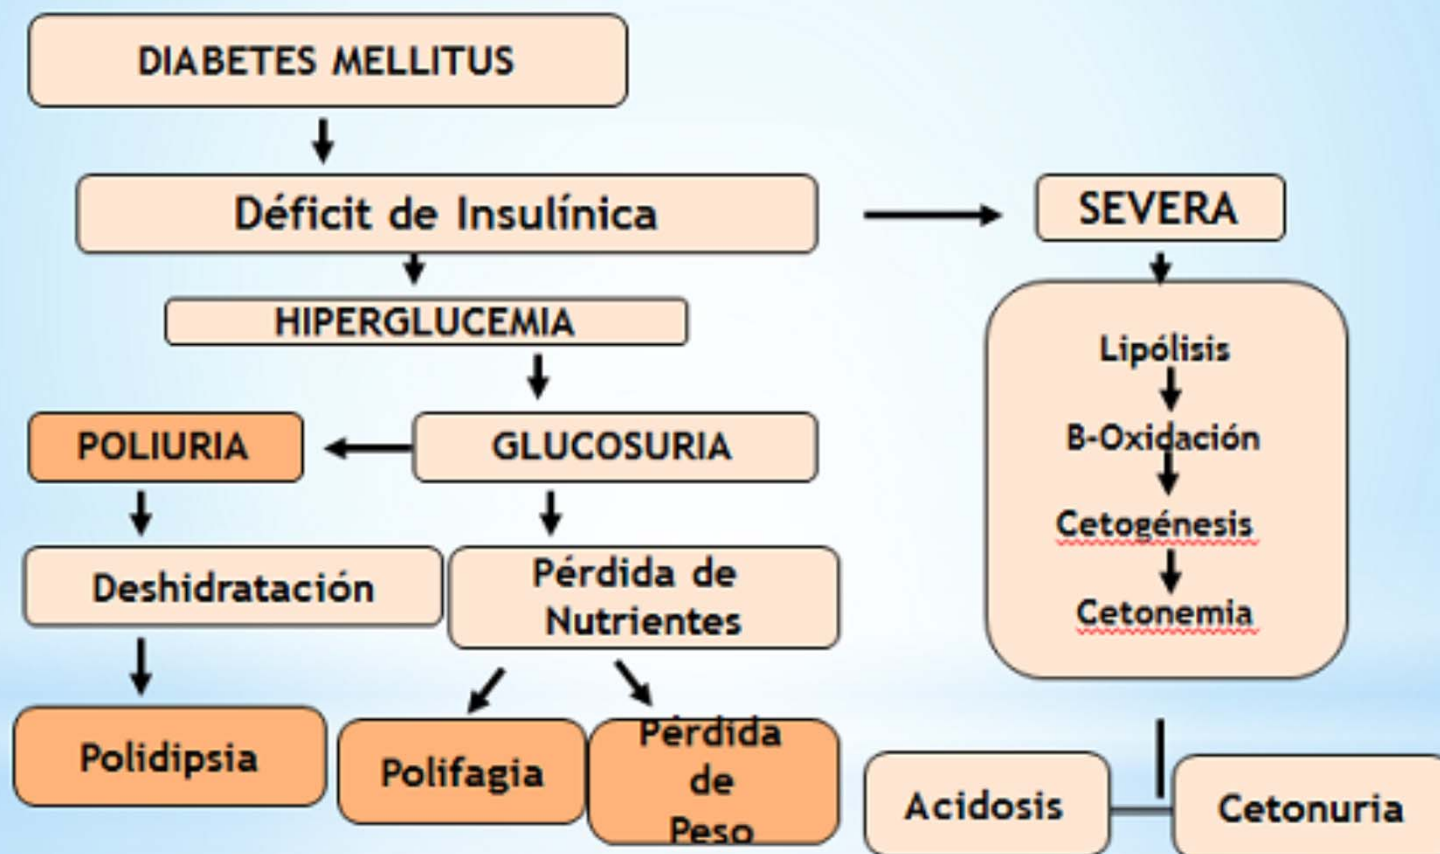 DIABETES MELLITUS
Déficit de Insulínica
SEVERA
HIPERGLUCEMIA
Lipólisis
POLIURIA
GLUCOSURIA
B-Oxidación
Cetogénesis
Deshidratación
Pérdida de
Nutrientes
Cetonemia
Polidipsia
Polifagia
Pérdida
de
Peso
Acidosis
Cetonuria